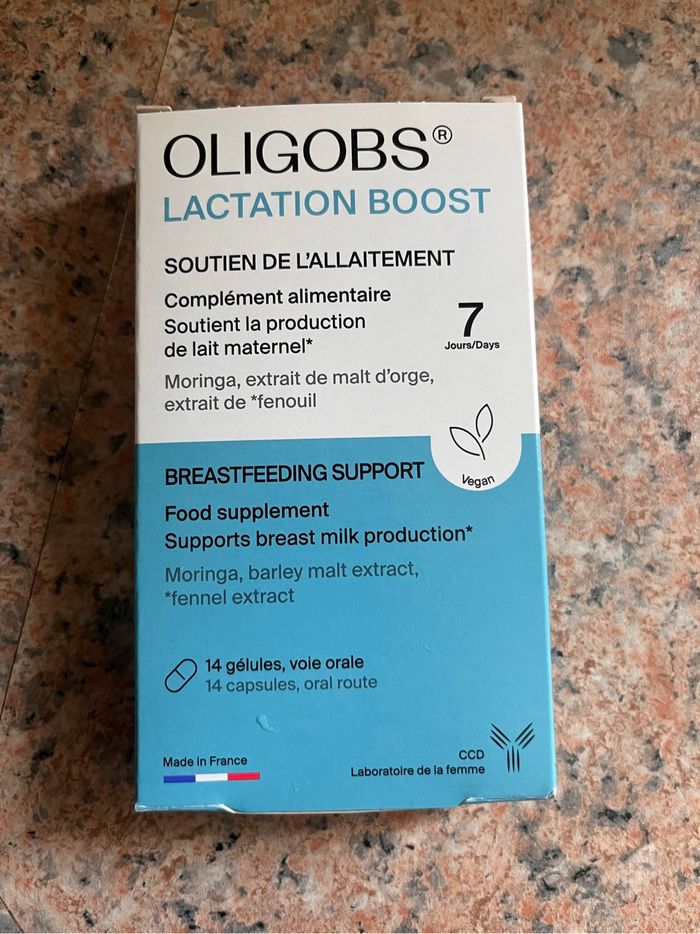 OLIGOBS®
LACTATION BOOST
SOUTIEN DE L'ALLAITEMENT
Complément alimentaire
Soutient la production
de lait maternel*
7
Jours/Days
Moringa, extrait de malt d'orge,
extrait de *fenouil
Vegan
BREASTFEEDING SUPPORT
Food supplement
Supports breast milk production*
Moringa, barley malt extract,
*fennel extract
14 gélules, voie orale
14 capsules, oral route
Made in France
CCD
Laboratoire de la femme